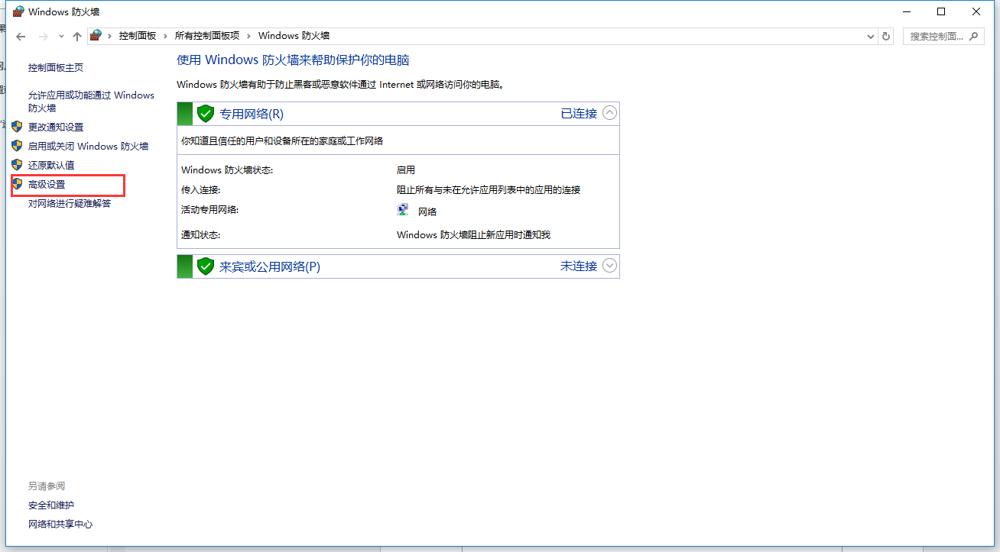 Windows 防火墙
控制面板 › 所有控制面板项 › Windows 防火墙
搜索控制面...
控制面板主页
允许应用或功能通过 Windows
防火墙
更改通知设置
启用或关闭 Windows 防火墙
还原默认值
高级设置
对网络进行疑难解答
使用 Windows 防火墙来帮助保护你的电脑
Windows 防火墙有助于防止黑客或恶意软件通过 Internet 或网络访问你的电脑。
专用网络(R) 已连接
你知道且信任的用户和设备所在的家庭或工作网络
Windows 防火墙状态: 启用
传入连接: 阻止所有与未在允许应用列表中的应用的连接
活动专用网络: 网络
通知状态: Windows 防火墙阻止新应用时通知我
来宾或公用网络(P) 未连接
另请参阅
安全和维护
网络和共享中心